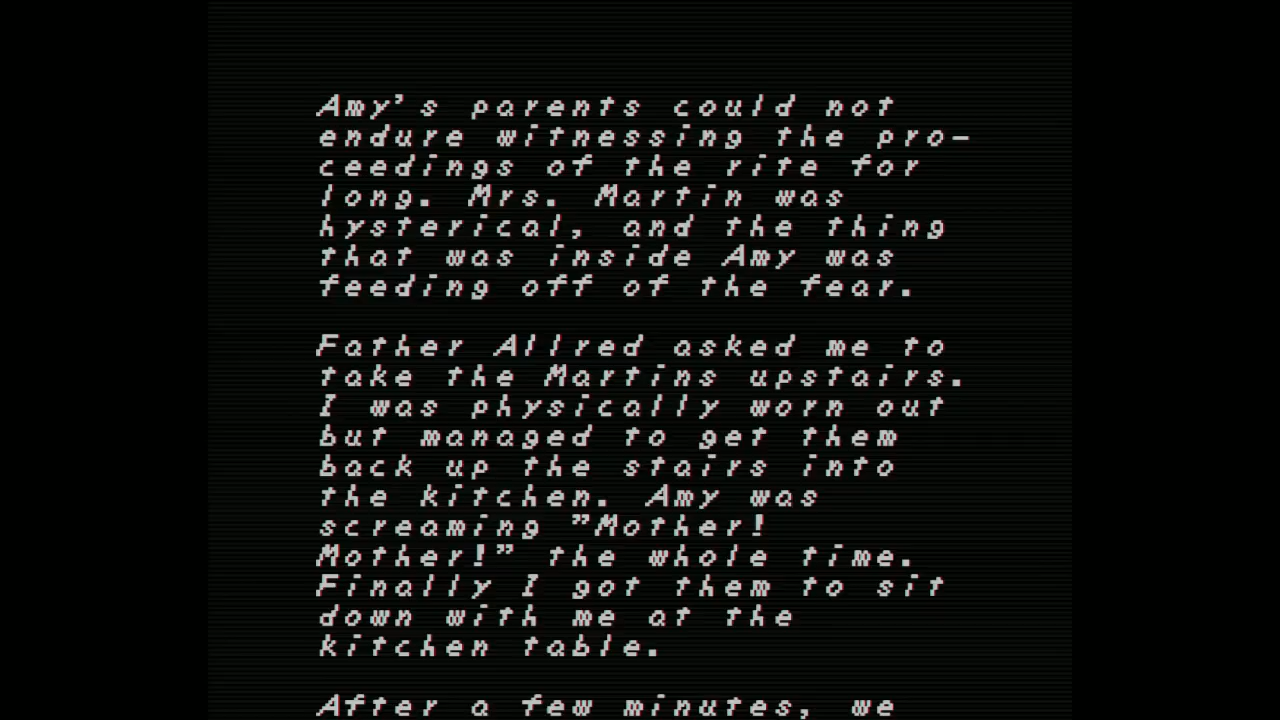 Amy's parents could not
endure witnessing the pro-
ceedings of the rite for
long. Mrs. Martin was
hysterical, and the thing
that was inside Amy was
feeding off of the fear.
Father Allred asked me to
take the Martins upstairs.
I was physically worn out
but managed to get them
back up the stairs into
the kitchen. Amy was
screaming "Mother!
Mother!" the whole time.
Finally I got them to sit
down with me at the
kitchen table.
After a few minutes, we